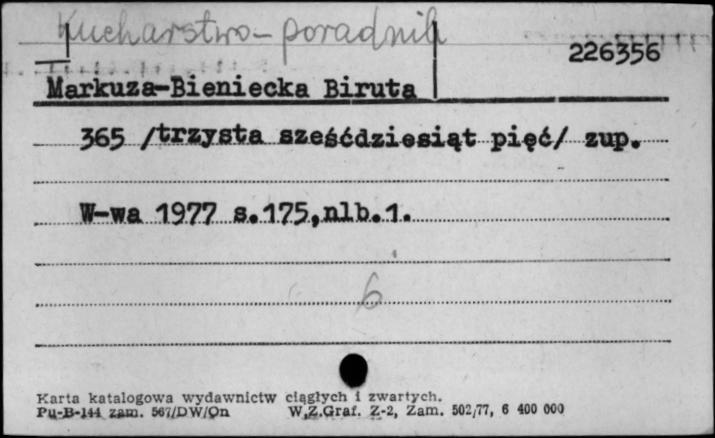 Kucharstwo - poradnik
226356
Markuza-Bieniecka Biruta
365 /trzysta sześćdziesiąt pięć/ zup.
W-wa 1977 s.175,nlb.1.
6
Karta katalogowa wydawnictw ciągłych i zwartych.
Pu-B-144 zam. 567/DW/On W.Z.Graf. Z-2, Zam. 502/77, 6 400 000